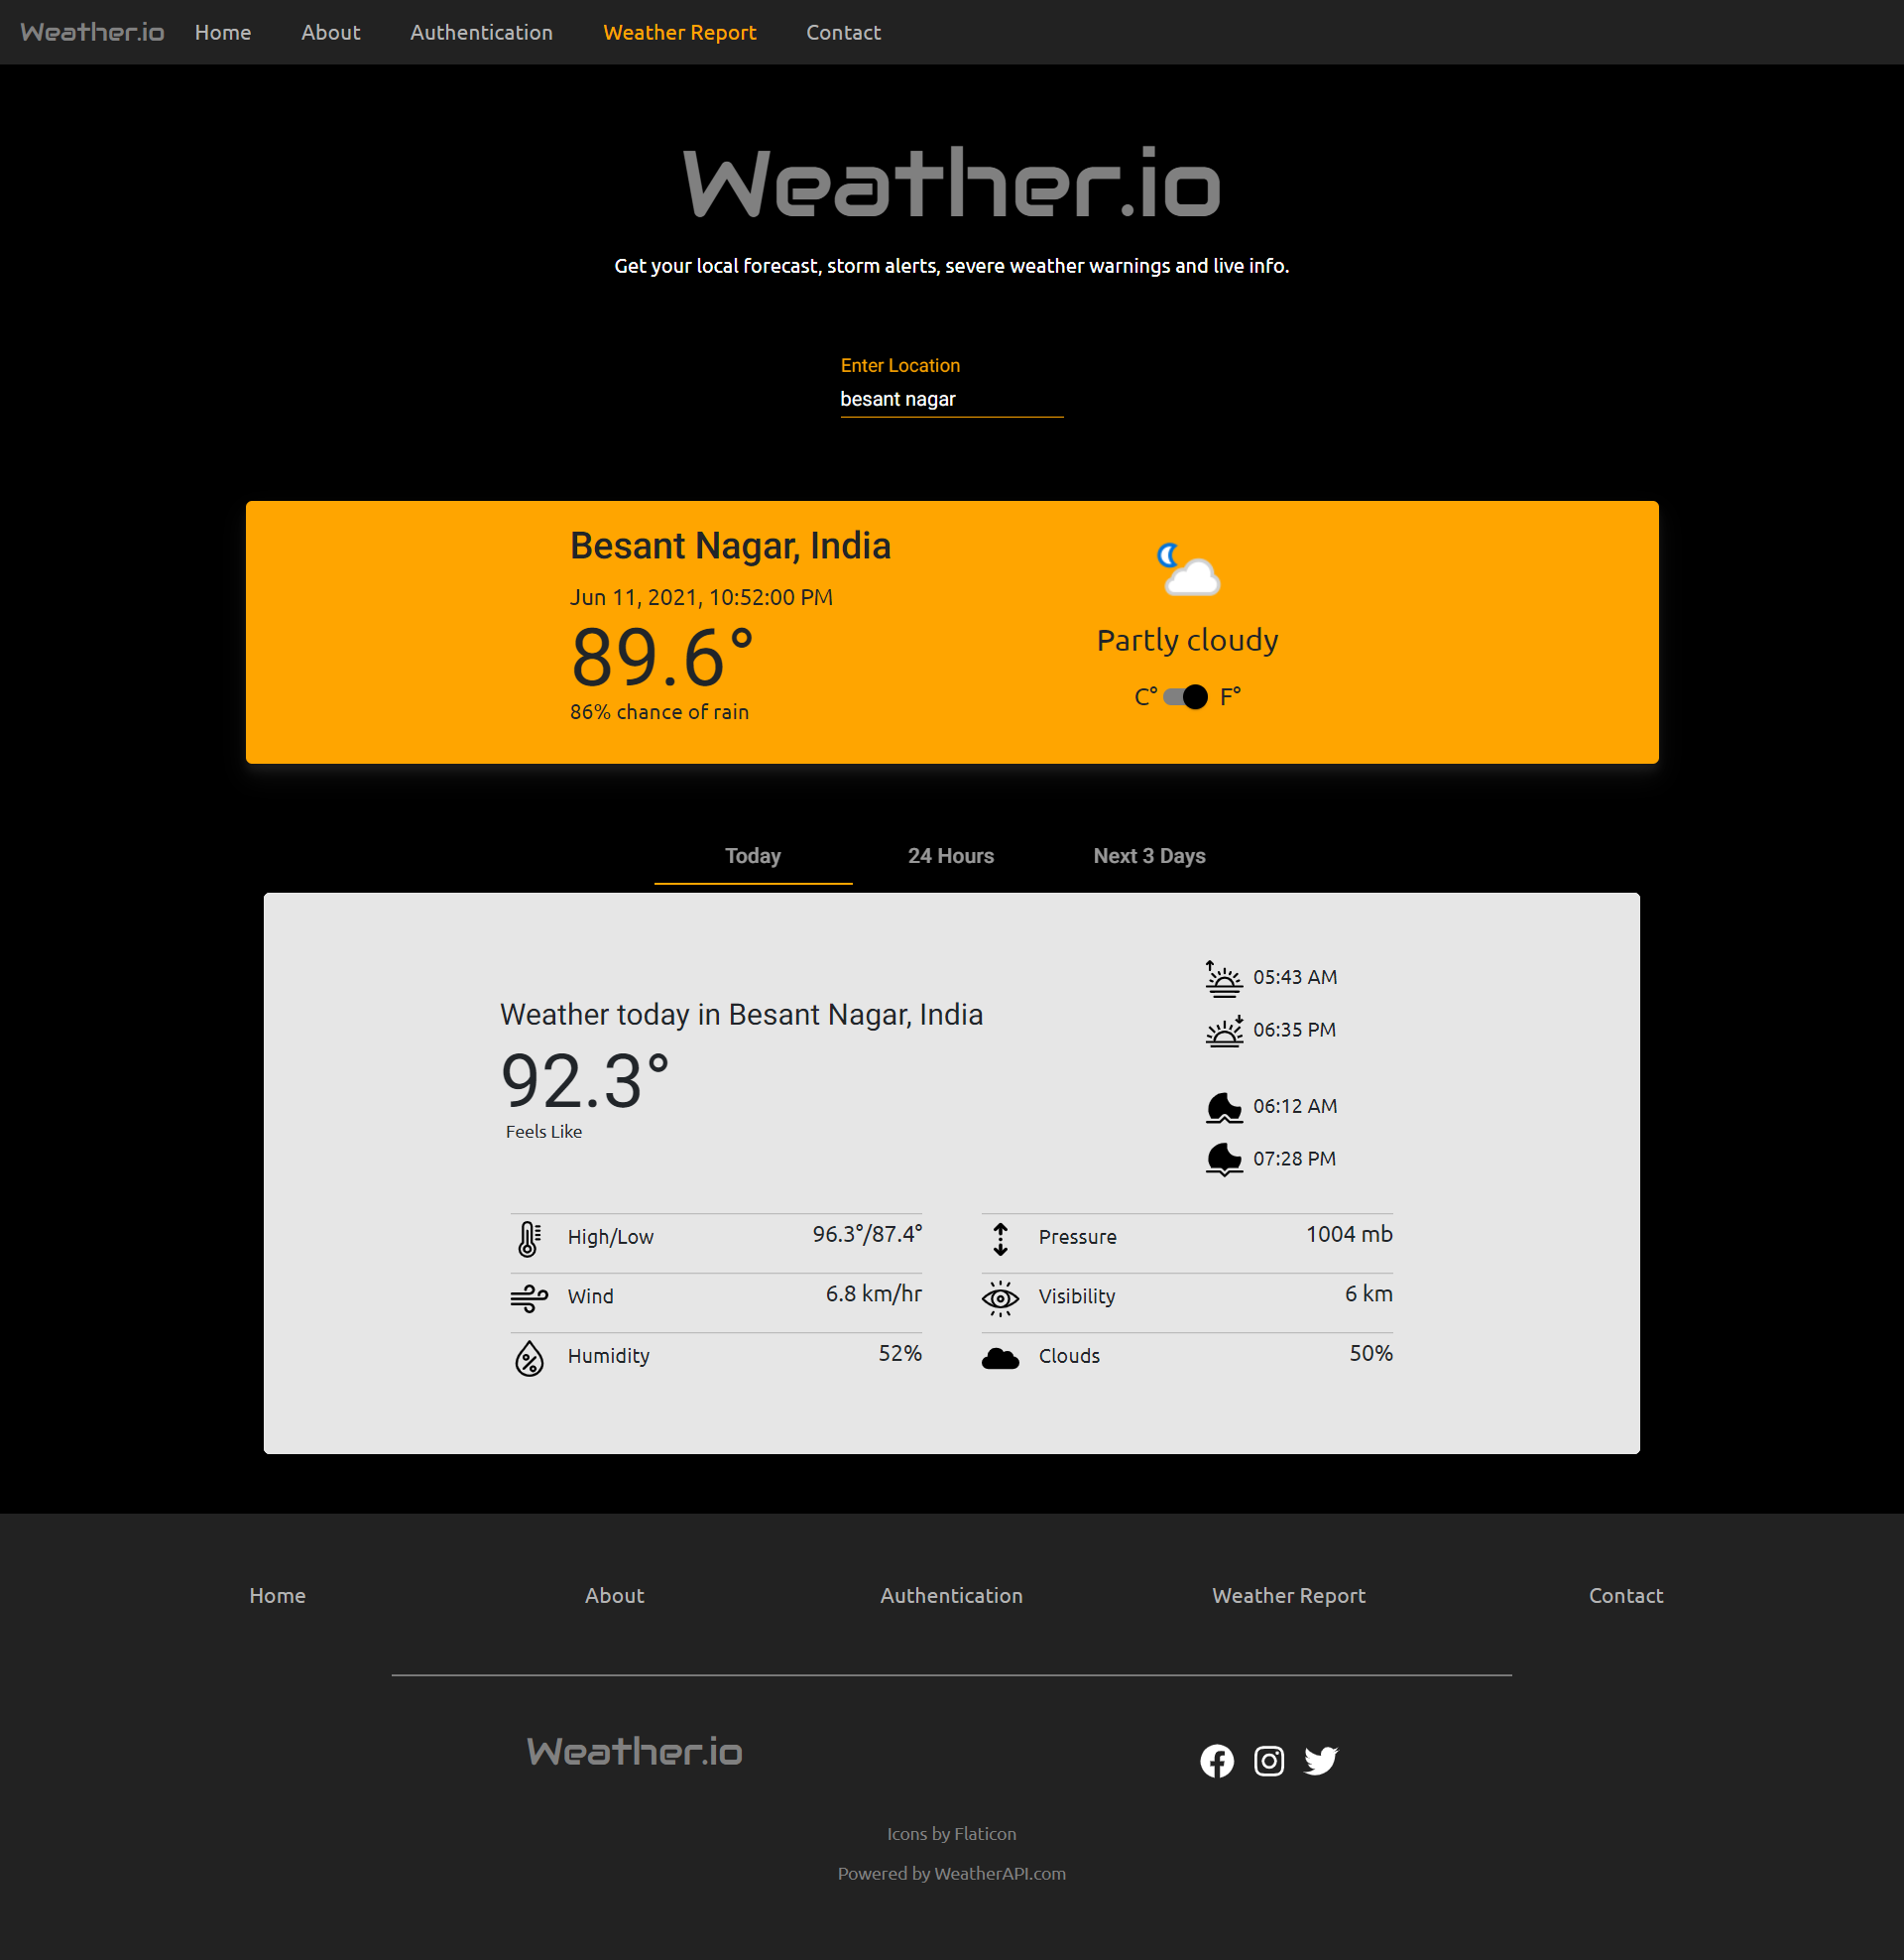 Weather.io Home About Authentication Weather Report Contact
Weather.io
Get your local forecast, storm alerts, severe weather warnings and live info.
Enter Location
besant nagar
Besant Nagar, India
Jun 11, 2021, 10:52:00 PM
89.6°
86% chance of rain
Partly cloudy
C° F°
Today 24 Hours Next 3 Days
Weather today in Besant Nagar, India
92.3°
Feels Like
05:43 AM
06:35 PM
06:12 AM
07:28 PM
High/Low 96.3°/87.4°
Wind 6.8 km/hr
Humidity 52%
Pressure 1004 mb
Visibility 6 km
Clouds 50%
Home About Authentication Weather Report Contact
Weather.io
Icons by Flaticon
Powered by WeatherAPI.com